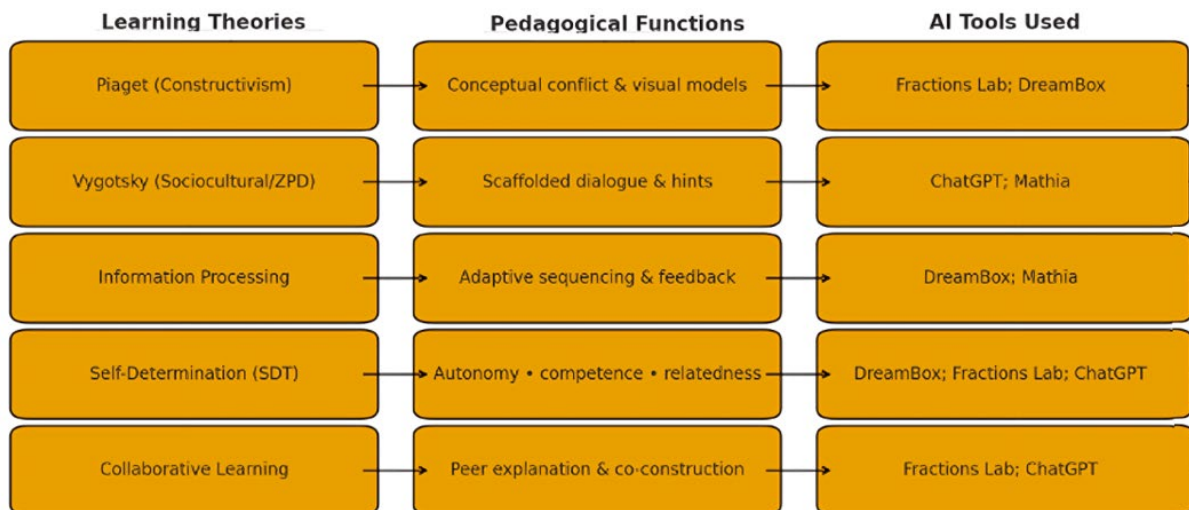 Learning Theories Pedagogical Functions AI Tools Used
Piaget (Constructivism) Conceptual conflict & visual models Fractions Lab; DreamBox
Vygotsky (Sociocultural/ZPD) Scaffolded dialogue & hints ChatGPT; Mathia
Information Processing Adaptive sequencing & feedback DreamBox; Mathia
Self-Determination (SDT) Autonomy • competence • relatedness DreamBox; Fractions Lab; ChatGPT
Collaborative Learning Peer explanation & co-construction Fractions Lab; ChatGPT